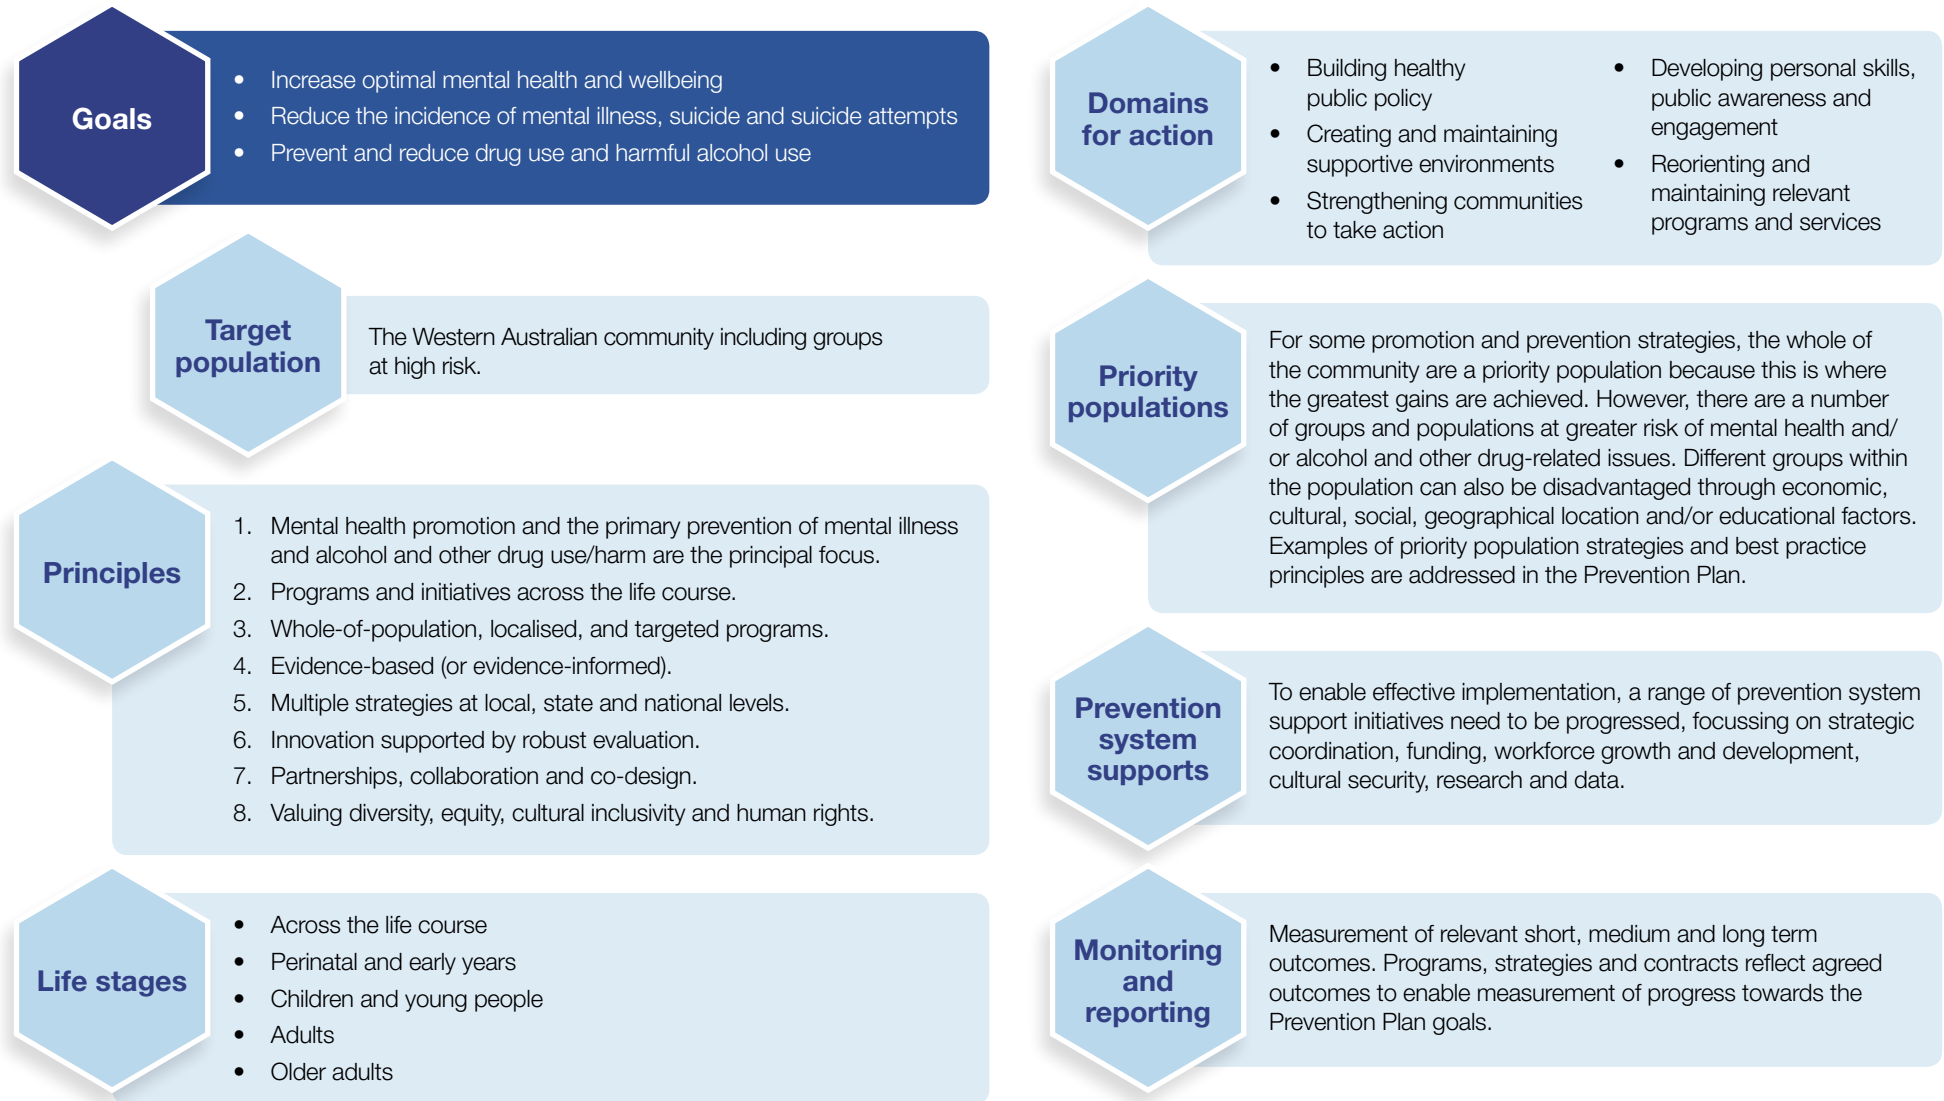 Goals
• Increase optimal mental health and wellbeing
• Reduce the incidence of mental illness, suicide and suicide attempts
• Prevent and reduce drug use and harmful alcohol use
Target
population
The Western Australian community including groups
at high risk.
Principles
1. Mental health promotion and the primary prevention of mental illness
and alcohol and other drug use/harm are the principal focus.
2. Programs and initiatives across the life course.
3. Whole-of-population, localised, and targeted programs.
4. Evidence-based (or evidence-informed).
5. Multiple strategies at local, state and national levels.
6. Innovation supported by robust evaluation.
7. Partnerships, collaboration and co-design.
8. Valuing diversity, equity, cultural inclusivity and human rights.
Life stages
• Across the life course
• Perinatal and early years
• Children and young people
• Adults
• Older adults
Domains
for action
• Building healthy
public policy
• Creating and maintaining
supportive environments
• Strengthening communities
to take action
• Developing personal skills,
public awareness and
engagement
• Reorienting and
maintaining relevant
programs and services
Priority
populations
For some promotion and prevention strategies, the whole of
the community are a priority population because this is where
the greatest gains are achieved. However, there are a number
of groups and populations at greater risk of mental health and/
or alcohol and other drug-related issues. Different groups within
the population can also be disadvantaged through economic,
cultural, social, geographical location and/or educational factors.
Examples of priority population strategies and best practice
principles are addressed in the Prevention Plan.
Prevention
system
supports
To enable effective implementation, a range of prevention system
support initiatives need to be progressed, focussing on strategic
coordination, funding, workforce growth and development,
cultural security, research and data.
Monitoring
and
reporting
Measurement of relevant short, medium and long term
outcomes. Programs, strategies and contracts reflect agreed
outcomes to enable measurement of progress towards the
Prevention Plan goals.